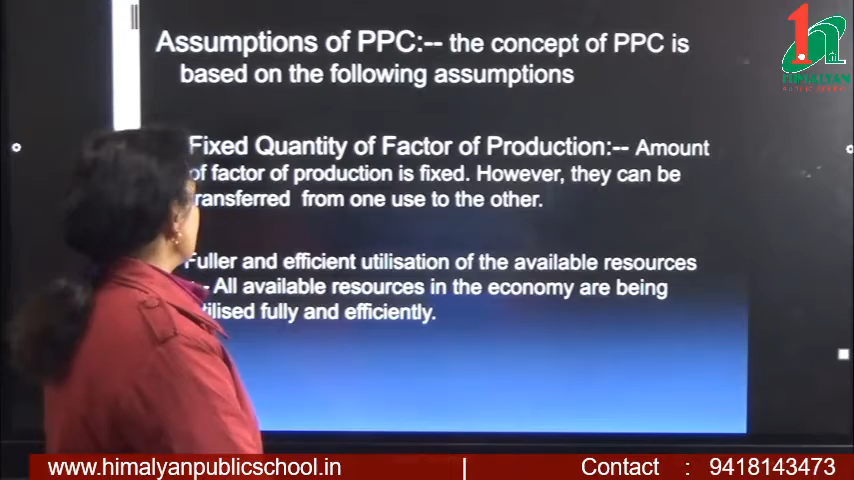 Assumptions of PPC:-- the concept of PPC is
based on the following assumptions
Fixed Quantity of Factor of Production:-- Amount
of factor of production is fixed. However, they can be
ransferred from one use to the other.
Fuller and efficient utilisation of the available resources
-- All available resources in the economy are being
tilised fully and efficiently.
HIMALYAN
www.himalyanpublicschool.in | Contact : 9418143473